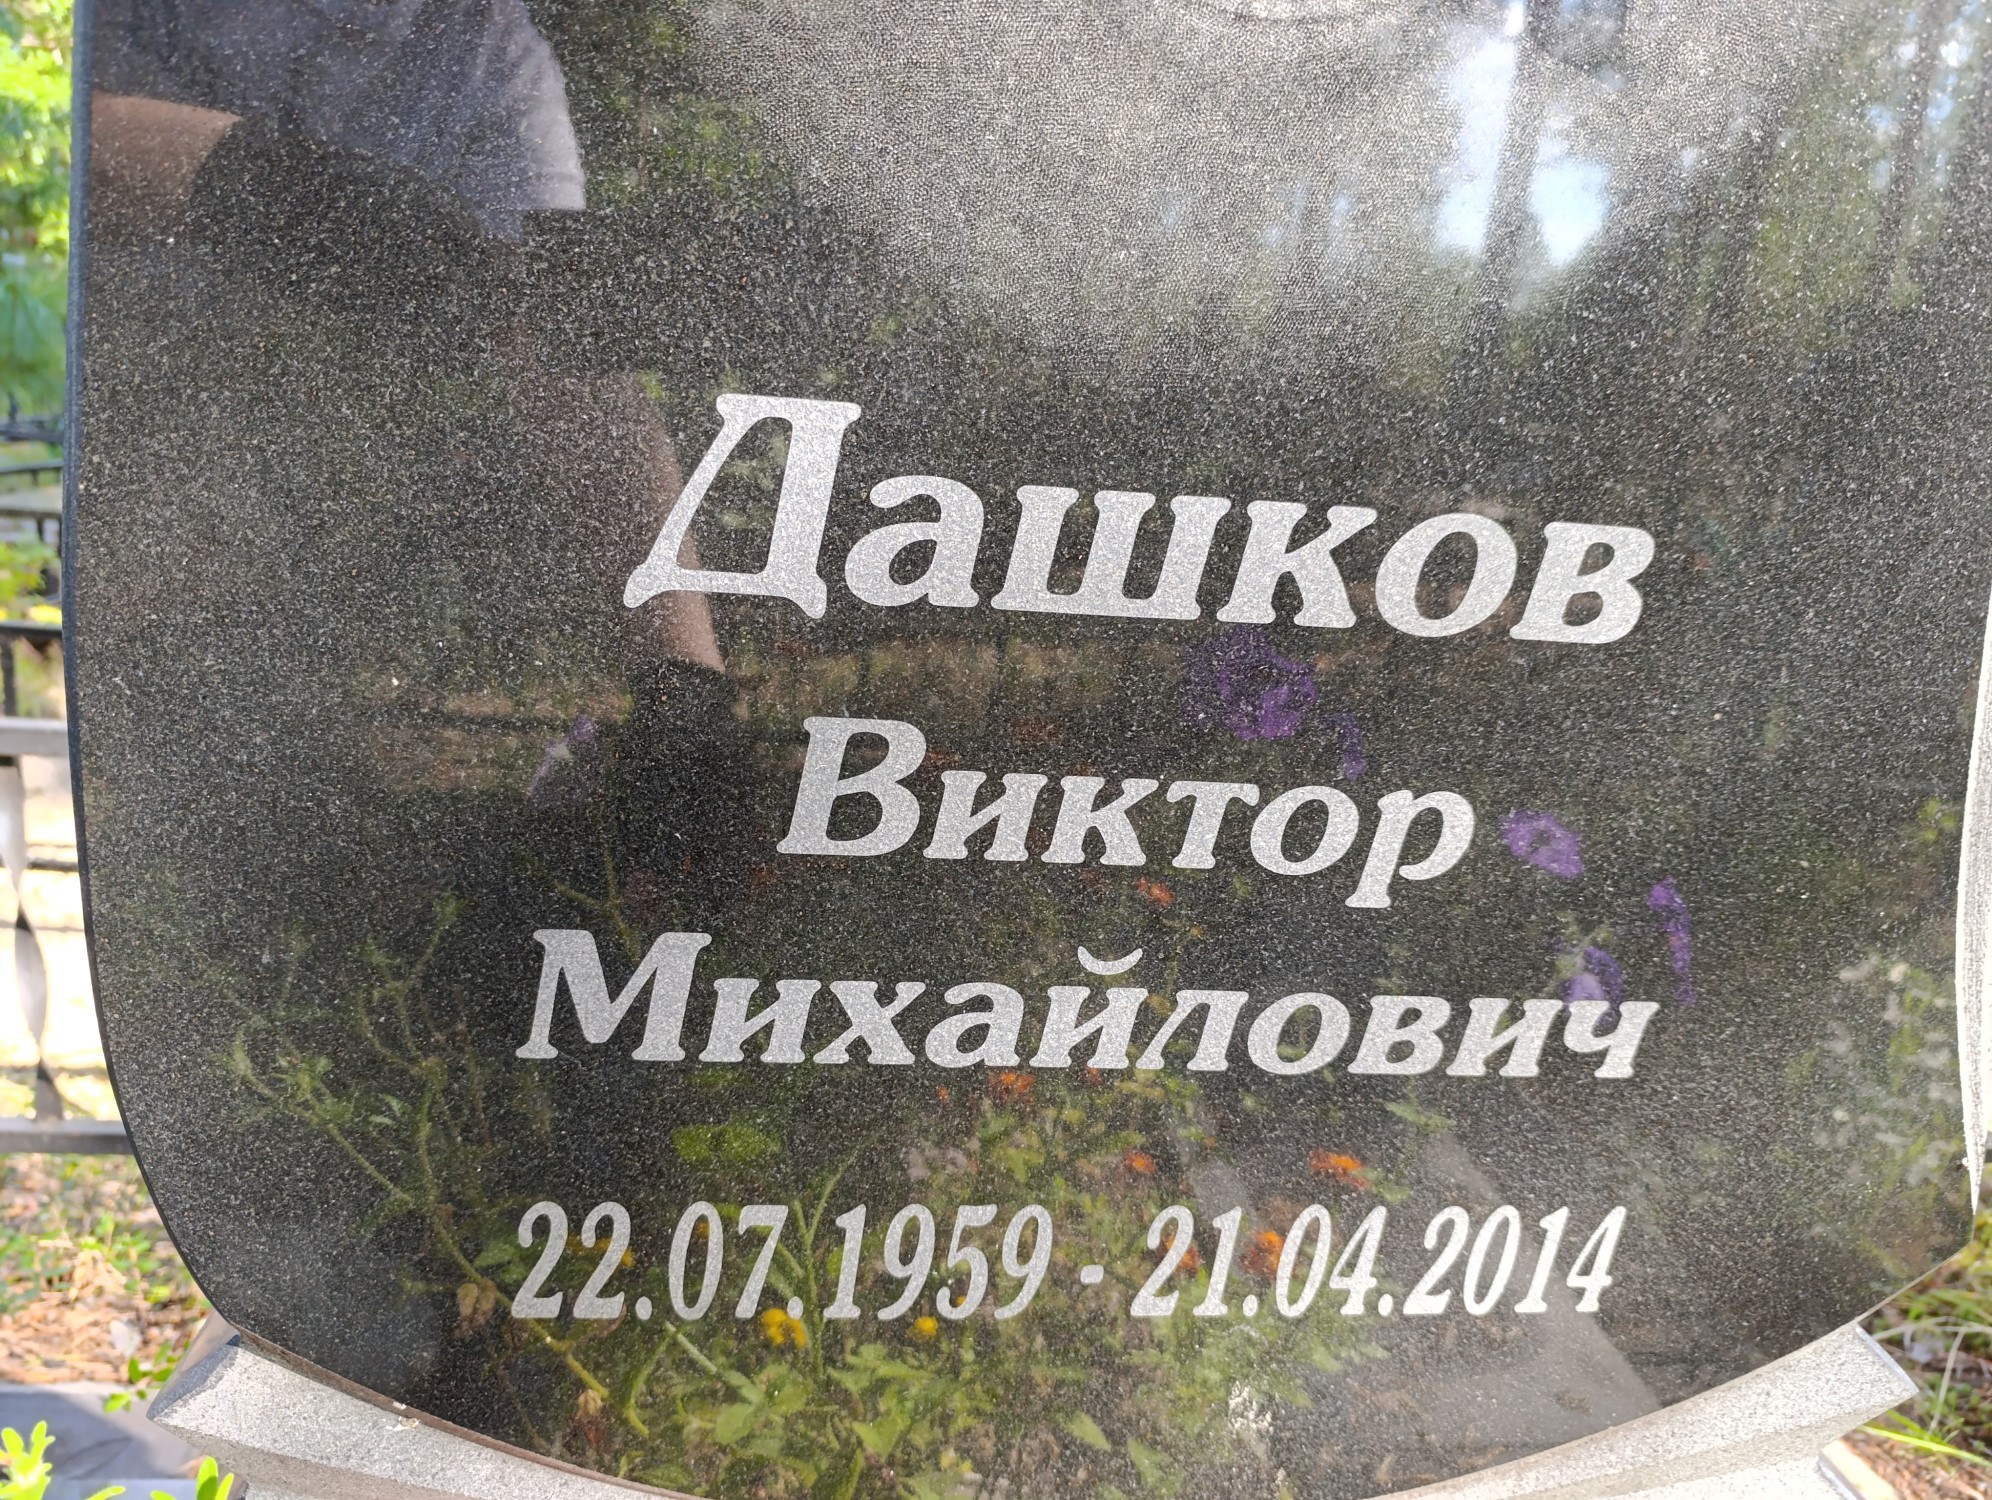 Дашков
Виктор
Михайлович
22.07.1959 - 21.04.2014